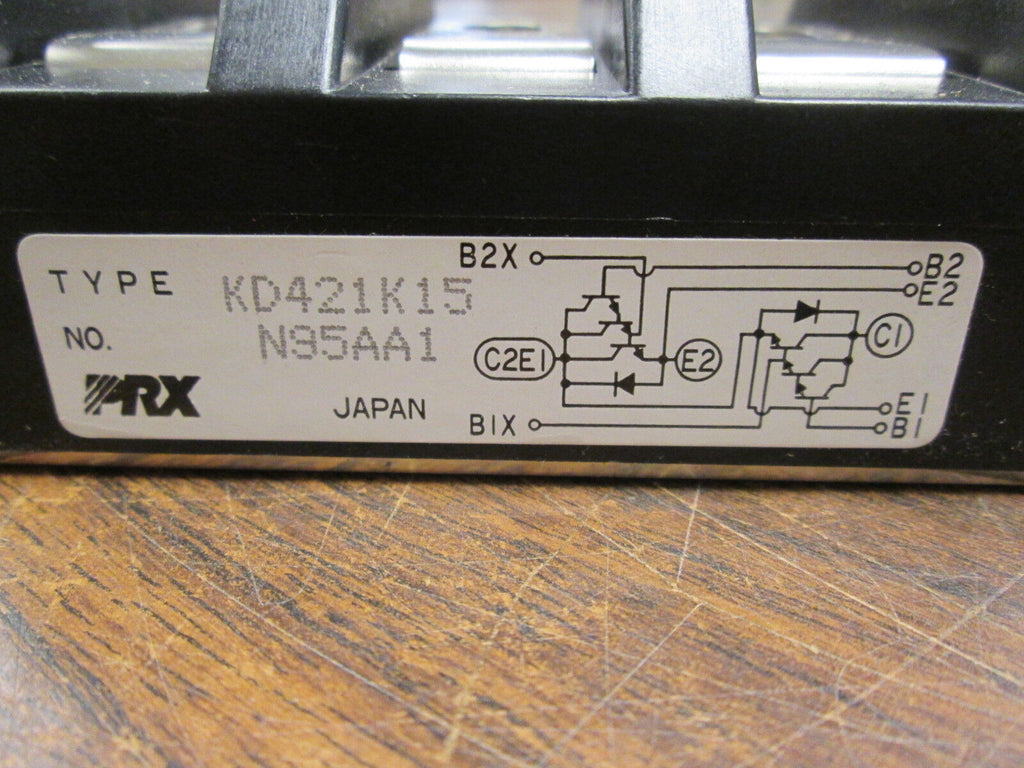 TYPE KD421K15
NO. N95AA1
PRX JAPAN
B2X
B2
E2
C1
C2E1
E2
E1
B1X
B1